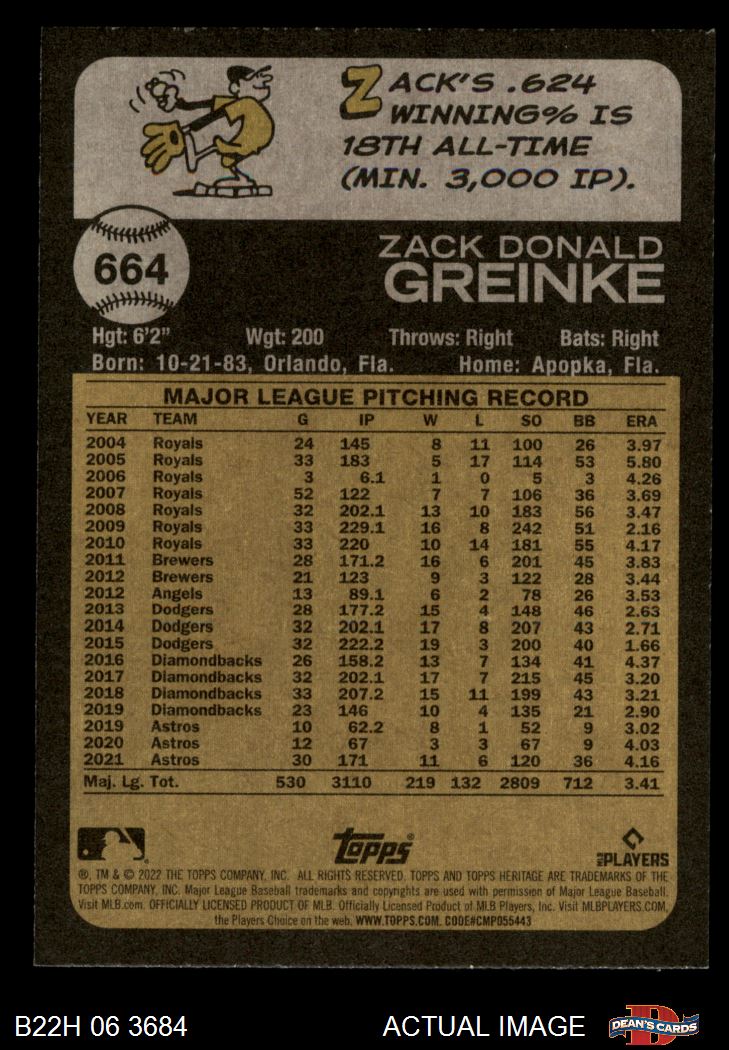 ZACK'S .624
WINNING% IS
18TH ALL-TIME
(MIN. 3,000 IP).
664
ZACK DONALD
GREINKE
Hgt: 6'2" Wgt: 200 Throws: Right Bats: Right
Born: 10-21-83, Orlando, Fla. Home: Apopka, Fla.
MAJOR LEAGUE PITCHING RECORD
YEAR TEAM G IP W L SO BB ERA
2004 Royals 24 145 8 11 100 26 3.97
2005 Royals 33 183 5 17 114 53 5.80
2006 Royals 3 6.1 1 0 5 3 4.26
2007 Royals 52 122 7 7 106 36 3.69
2008 Royals 32 202.1 13 10 183 56 3.47
2009 Royals 33 229.1 16 8 242 51 2.16
2010 Royals 33 220 10 14 181 55 4.17
2011 Brewers 28 171.2 16 6 201 45 3.83
2012 Brewers 21 123 9 3 122 28 3.44
2012 Angels 13 89.1 6 2 78 26 3.53
2013 Dodgers 28 177.2 15 4 148 46 2.63
2014 Dodgers 32 202.1 17 8 207 43 2.71
2015 Dodgers 32 222.2 19 3 200 40 1.66
2016 Diamondbacks 26 158.2 13 7 134 41 4.37
2017 Diamondbacks 32 202.1 17 7 215 45 3.20
2018 Diamondbacks 33 207.2 15 11 199 43 3.21
2019 Diamondbacks 23 146 10 4 135 21 2.90
2019 Astros 10 62.2 8 1 52 9 3.02
2020 Astros 12 67 3 3 67 9 4.03
2021 Astros 30 171 11 6 120 36 4.16
Maj. Lg. Tot. 530 3110 219 132 2809 712 3.41
Topps®
MLB PLAYERS
®, TM & © 2022 THE TOPPS COMPANY, INC. ALL RIGHTS RESERVED. TOPPS AND TOPPS HERITAGE ARE TRADEMARKS OF THE
TOPPS COMPANY, INC. Major League Baseball trademarks and copyrights are used with permission of Major League Baseball.
Visit MLB.com. OFFICIALLY LICENSED PRODUCT OF MLB. Officially Licensed Product of MLB Players, Inc. Visit MLBPLAYERS.COM,
the Players Choice on the web. WWW.TOPPS.COM. CODE#CMP055443
B22H 06 3684 ACTUAL IMAGE DEAN'S CARDS